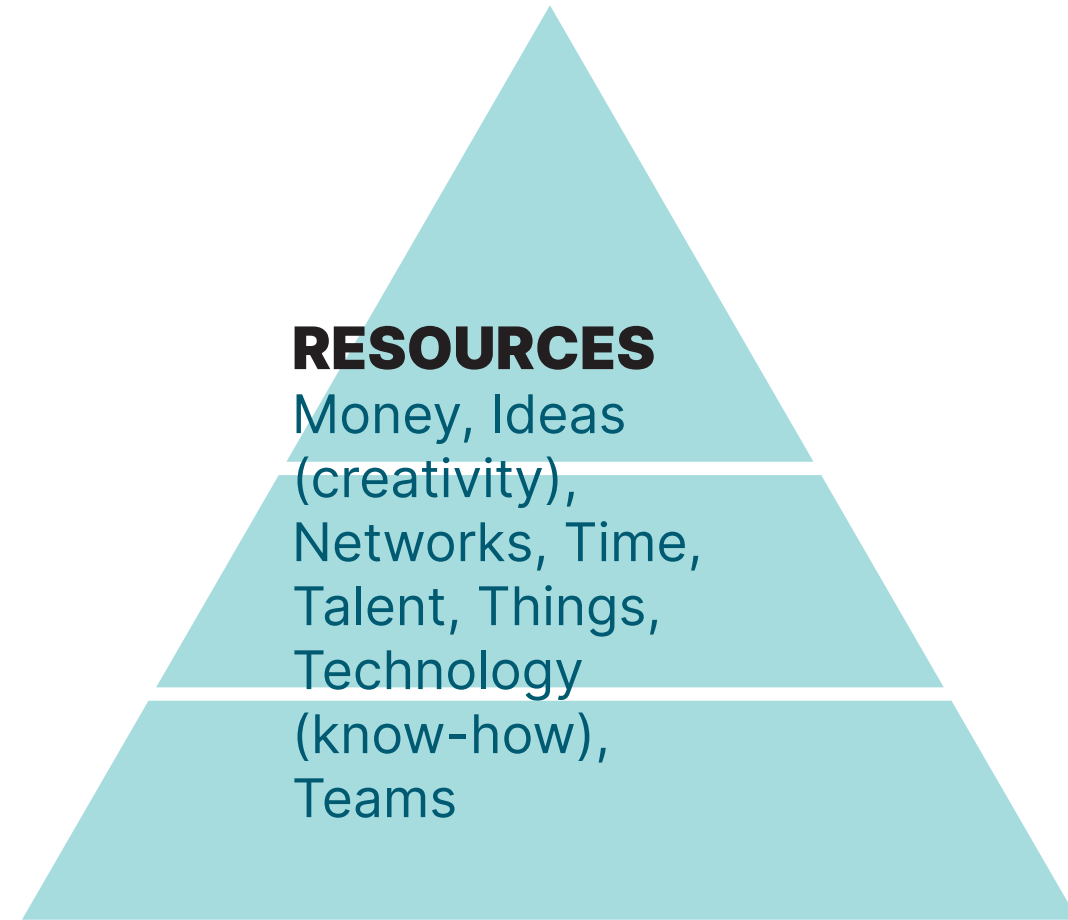 RESOURCES
Money, Ideas
(creativity),
Networks, Time,
Talent, Things,
Technology
(know-how),
Teams